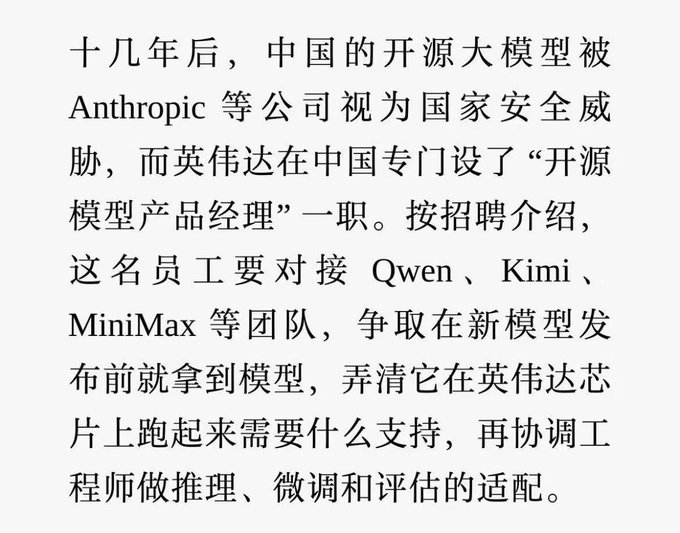 十几年后，中国的开源大模型被
Anthropic 等公司视为国家安全威
胁，而英伟达在中国专门设了 “开源
模型产品经理” 一职。按招聘介绍，
这名员工要对接 Qwen、Kimi、
MiniMax 等团队，争取在新模型发
布前就拿到模型，弄清它在英伟达芯
片上跑起来需要什么支持，再协调工
程师做推理、微调和评估的适配。